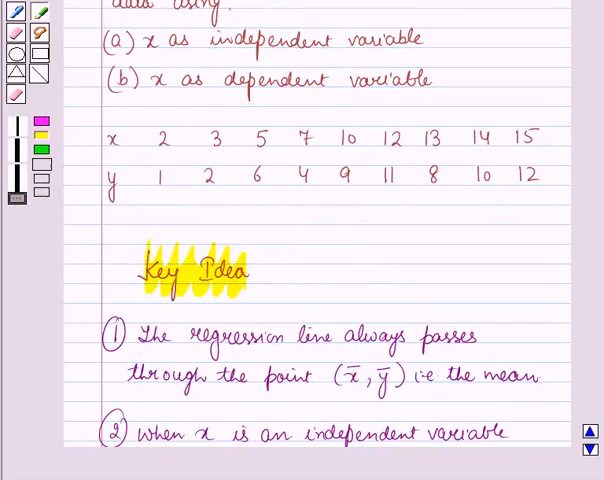 data using.
(a) x as independent variable
(b) x as dependent variable
x 2 3 5 7 10 12 13 14 15
y 1 2 6 4 9 11 8 10 12
Key Idea
① The regression line always passes
through the point (x̄, ȳ) i.e. the mean.
② When x is an independent variable